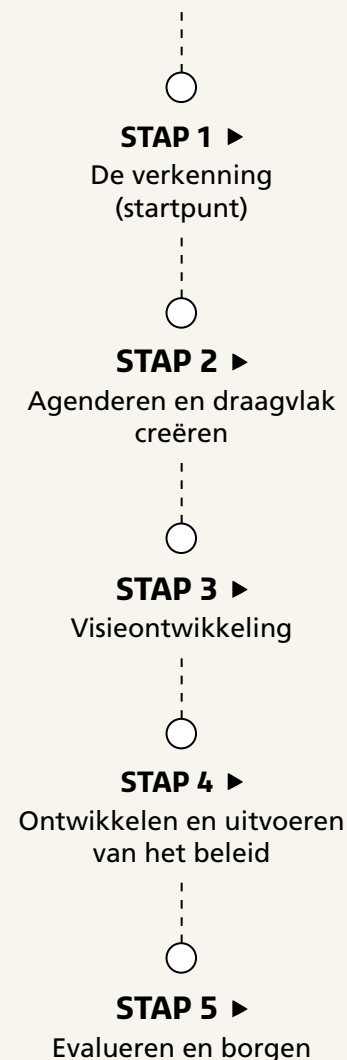 STAP 1 ▶
De verkenning
(startpunt)
STAP 2 ▶
Agenderen en draagvlak
creëren
STAP 3 ▶
Visieontwikkeling
STAP 4 ▶
Ontwikkelen en uitvoeren
van het beleid
STAP 5 ▶
Evalueren en borgen